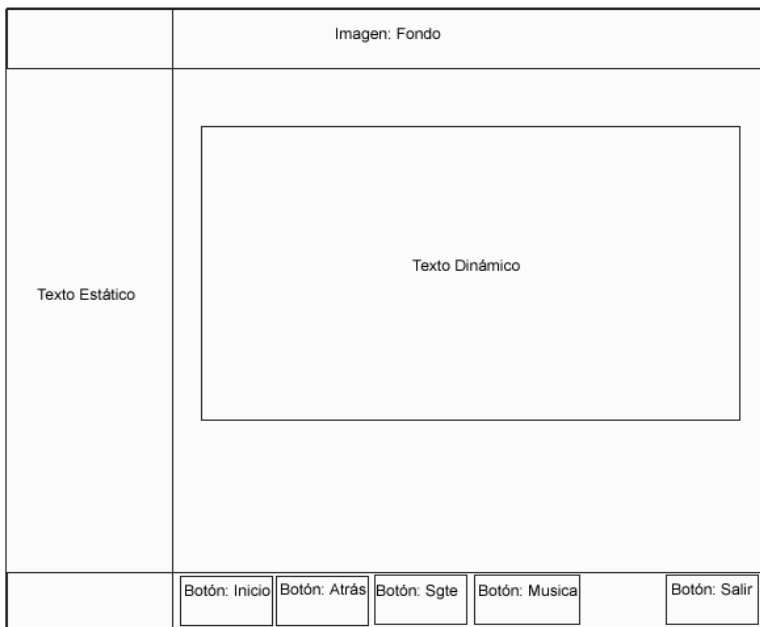 Imagen: Fondo
Texto Dinámico
Texto Estático
Botón: Inicio
Botón: Atrás
Botón: Sgte
Botón: Musica
Botón: Salir